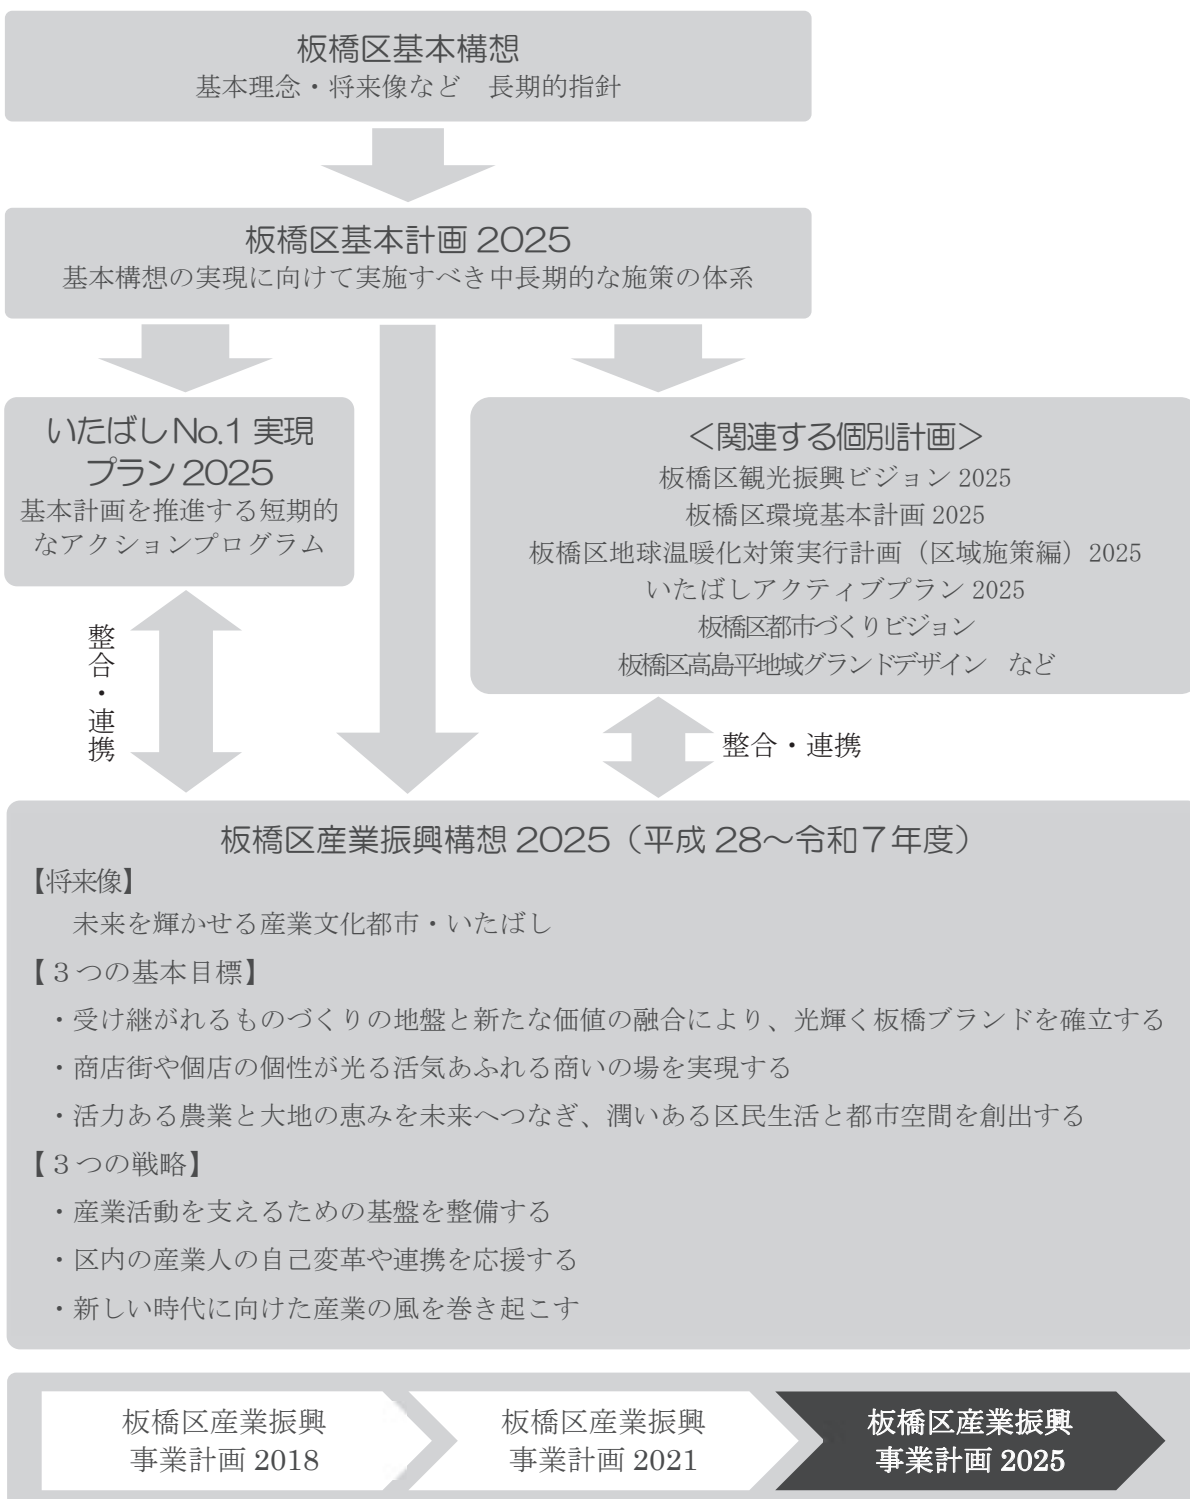 板橋区基本構想
基本理念・将来像など　長期的指針
板橋区基本計画 2025
基本構想の実現に向けて実施すべき中長期的な施策の体系
いたばし No.1 実現
プラン 2025
基本計画を推進する短期的
なアクションプログラム
＜関連する個別計画＞
板橋区観光振興ビジョン 2025
板橋区環境基本計画 2025
板橋区地球温暖化対策実行計画（区域施策編）2025
いたばしアクティブプラン 2025
板橋区都市づくりビジョン
板橋区高島平地域グランドデザイン　など
整合・連携
整合・連携
板橋区産業振興構想 2025（平成 28～令和７年度）
【将来像】
未来を輝かせる産業文化都市・いたばし
【３つの基本目標】
・受け継がれるものづくりの地盤と新たな価値の融合により、光輝く板橋ブランドを確立する
・商店街や個店の個性が光る活気あふれる商いの場を実現する
・活力ある農業と大地の恵みを未来へつなぎ、潤いある区民生活と都市空間を創出する
【３つの戦略】
・産業活動を支えるための基盤を整備する
・区内の産業人の自己変革や連携を応援する
・新しい時代に向けた産業の風を巻き起こす
板橋区産業振興
事業計画 2018
板橋区産業振興
事業計画 2021
板橋区産業振興
事業計画 2025